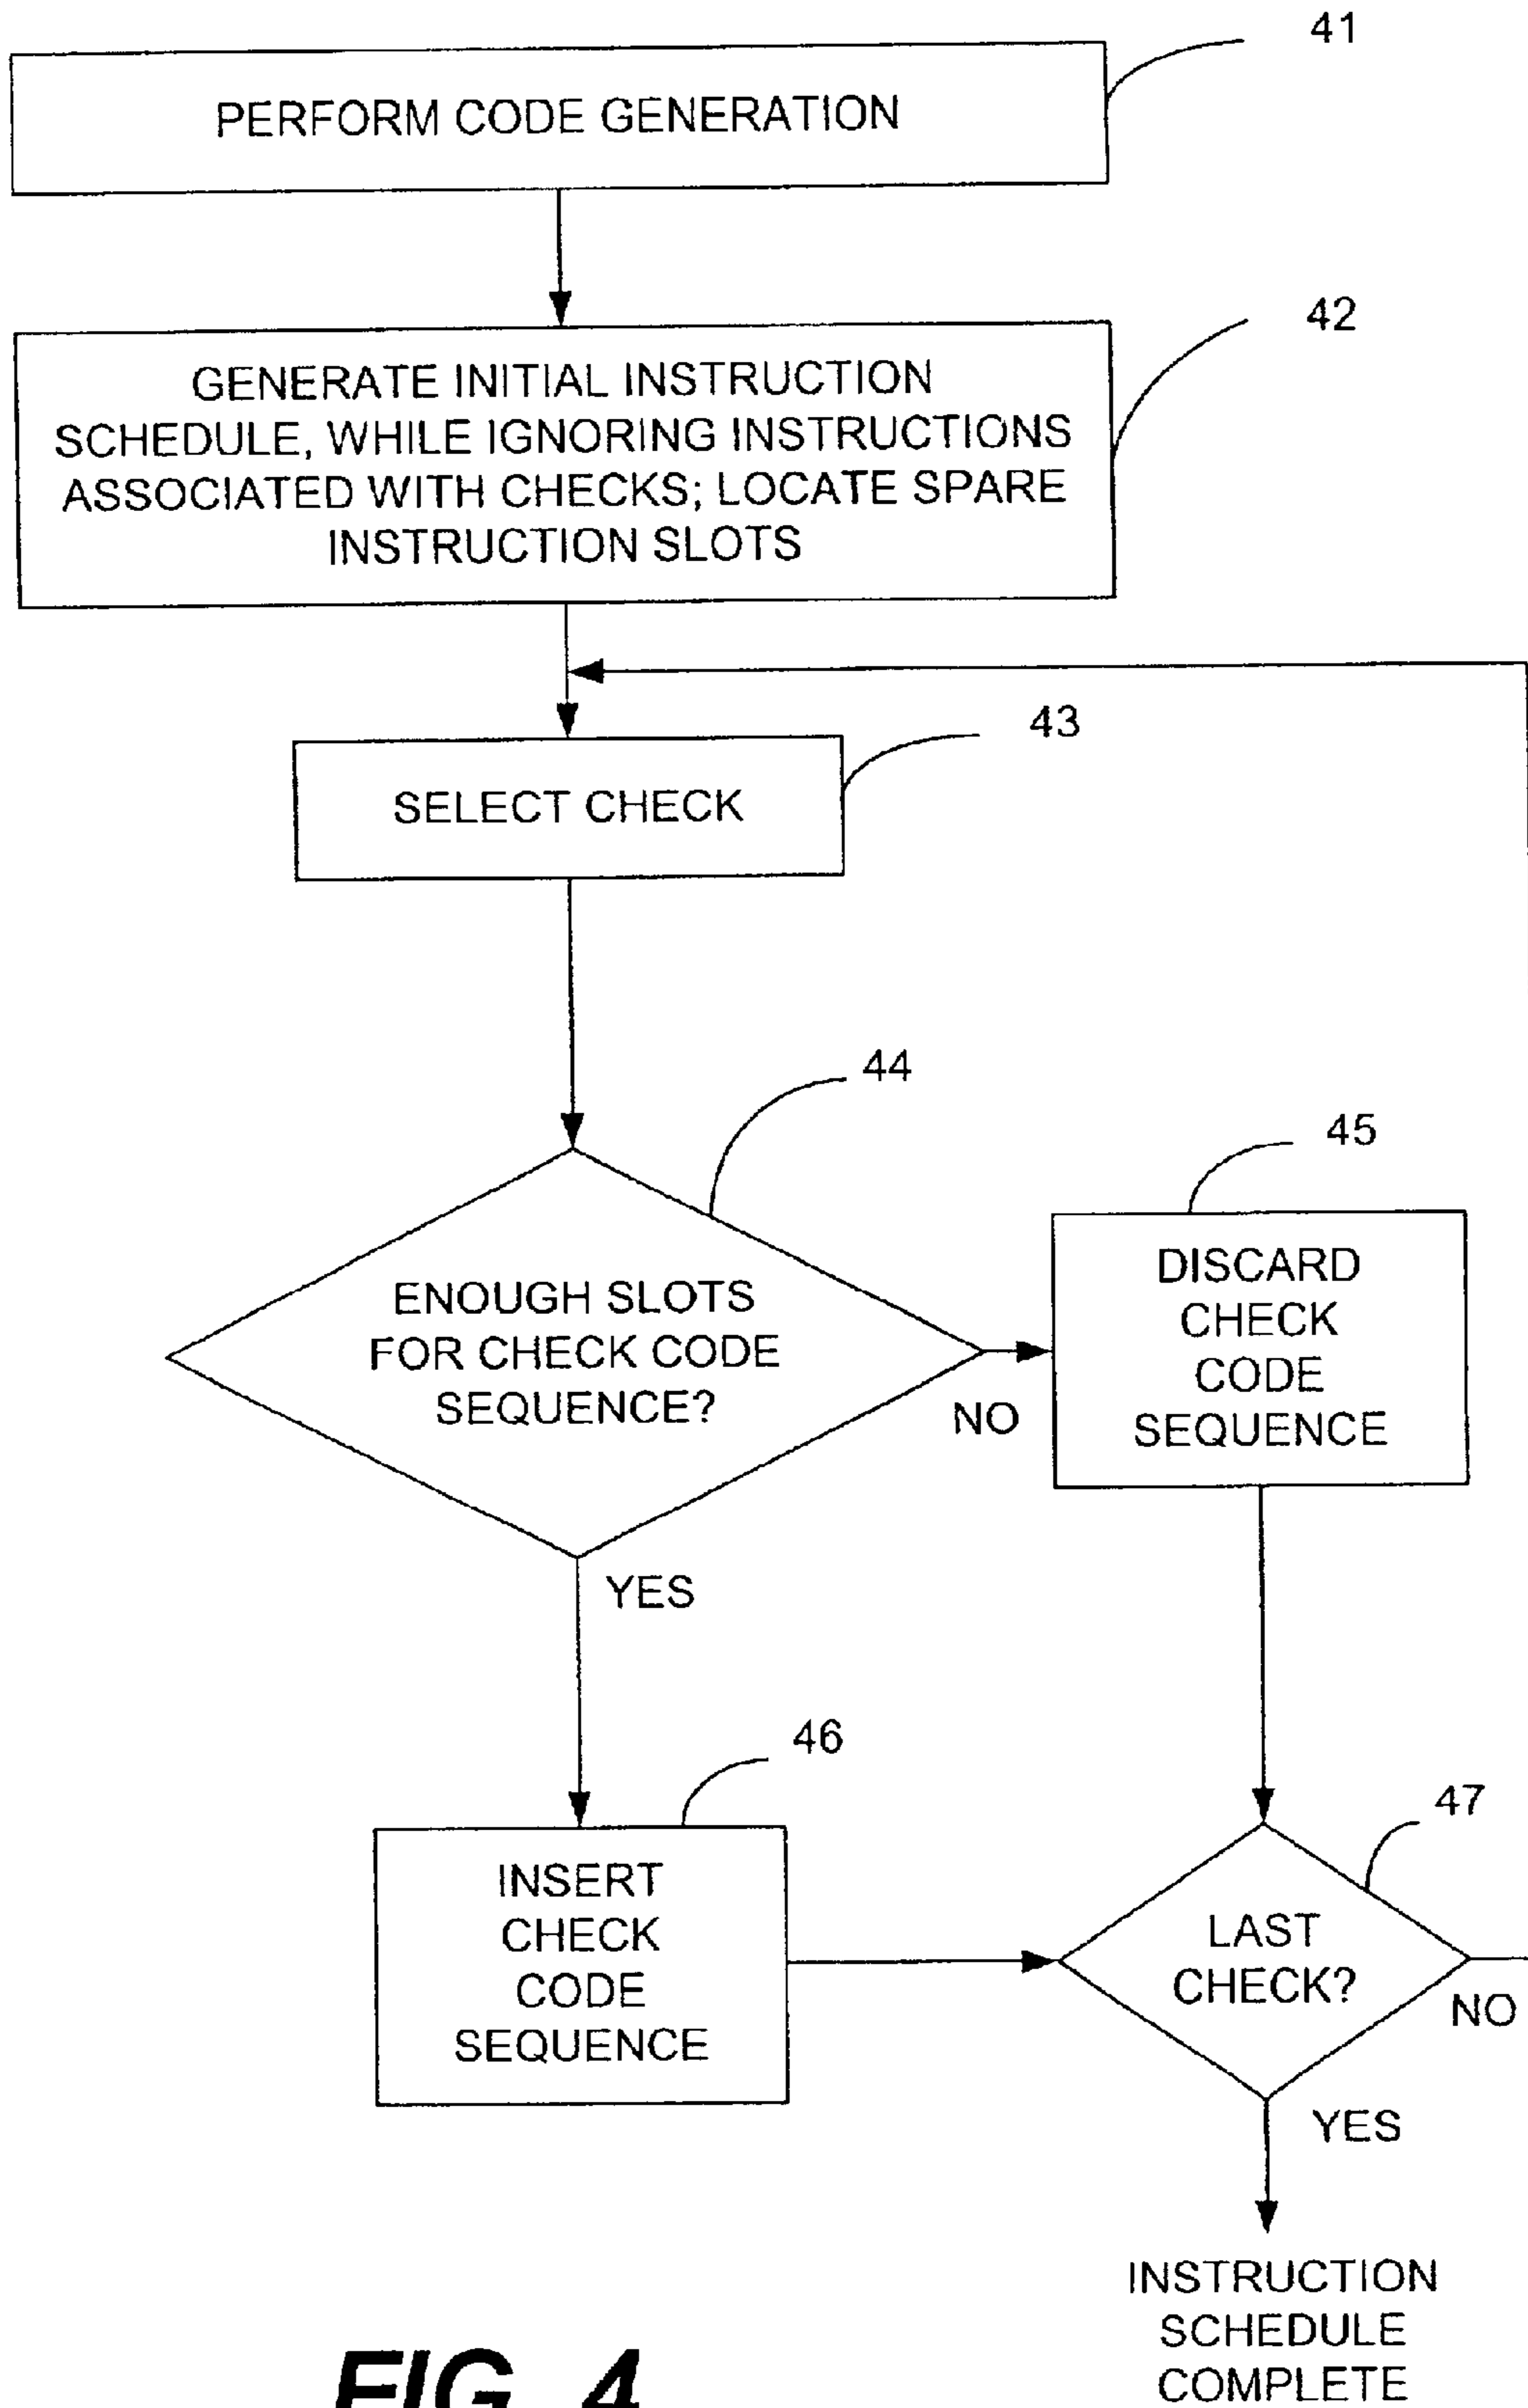 41
PERFORM CODE GENERATION
42
GENERATE INITIAL INSTRUCTION
SCHEDULE, WHILE IGNORING INSTRUCTIONS
ASSOCIATED WITH CHECKS; LOCATE SPARE
INSTRUCTION SLOTS
43
SELECT CHECK
44
ENOUGH SLOTS
FOR CHECK CODE
SEQUENCE?
NO
YES
45
DISCARD
CHECK
CODE
SEQUENCE
46
INSERT
CHECK
CODE
SEQUENCE
47
LAST
CHECK?
NO
YES
INSTRUCTION
SCHEDULE
COMPLETE
FIG. 4